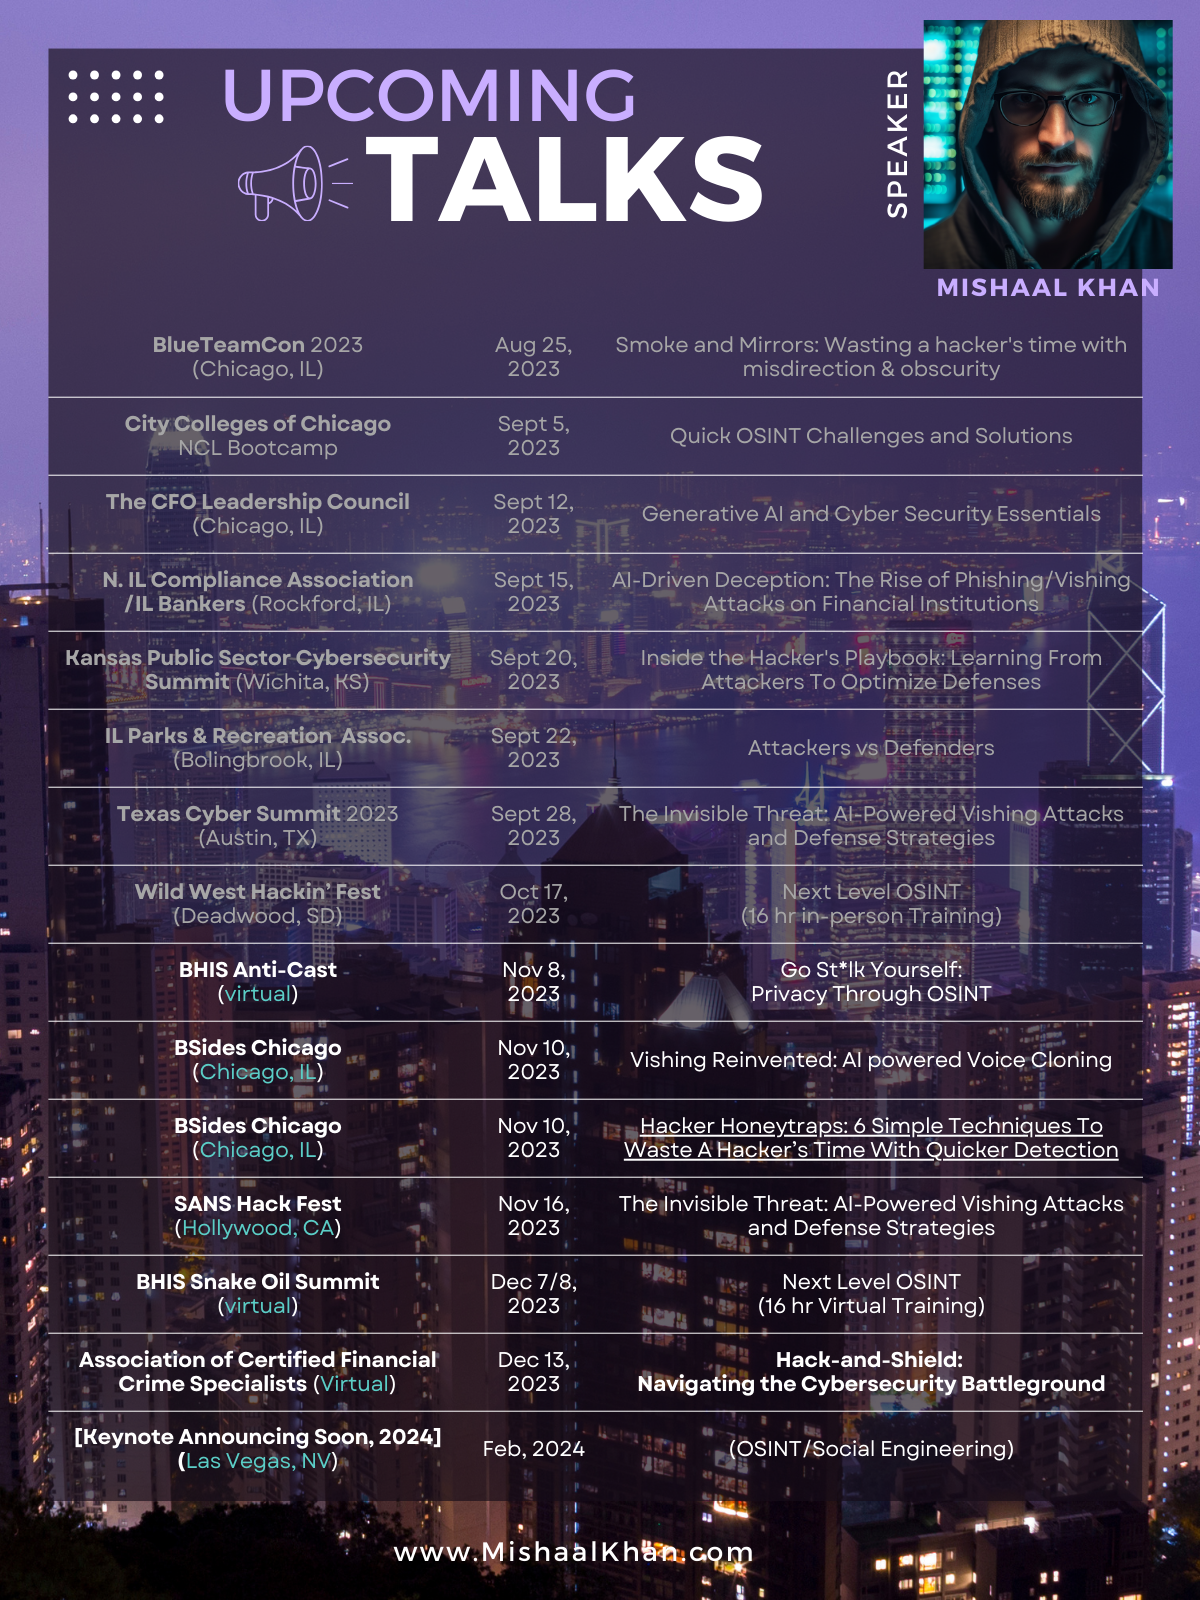 UPCOMING
TALKS
SPEAKER
MISHAAL KHAN
BlueTeamCon 2023
(Chicago, IL)
Aug 25,
2023
Smoke and Mirrors: Wasting a hacker's time with
misdirection & obscurity
City Colleges of Chicago
NCL Bootcamp
Sept 5,
2023
Quick OSINT Challenges and Solutions
The CFO Leadership Council
(Chicago, IL)
Sept 12,
2023
Generative AI and Cyber Security Essentials
N. IL Compliance Association
/IL Bankers (Rockford, IL)
Sept 15,
2023
AI-Driven Deception: The Rise of Phishing/Vishing
Attacks on Financial Institutions
Kansas Public Sector Cybersecurity
Summit (Wichita, KS)
Sept 20,
2023
Inside the Hacker's Playbook: Learning From
Attackers To Optimize Defenses
IL Parks & Recreation Assoc.
(Bolingbrook, IL)
Sept 22,
2023
Attackers vs Defenders
Texas Cyber Summit 2023
(Austin, TX)
Sept 28,
2023
The Invisible Threat: AI-Powered Vishing Attacks
and Defense Strategies
Wild West Hackin' Fest
(Deadwood, SD)
Oct 17,
2023
Next Level OSINT
(16 hr in-person Training)
BHIS Anti-Cast
(virtual)
Nov 8,
2023
Go St*lk Yourself:
Privacy Through OSINT
BSides Chicago
(Chicago, IL)
Nov 10,
2023
Vishing Reinvented: AI powered Voice Cloning
BSides Chicago
(Chicago, IL)
Nov 10,
2023
Hacker Honeytraps: 6 Simple Techniques To
Waste A Hacker's Time With Quicker Detection
SANS Hack Fest
(Hollywood, CA)
Nov 16,
2023
The Invisible Threat: AI-Powered Vishing Attacks
and Defense Strategies
BHIS Snake Oil Summit
(virtual)
Dec 7/8,
2023
Next Level OSINT
(16 hr Virtual Training)
Association of Certified Financial
Crime Specialists (Virtual)
Dec 13,
2023
Hack-and-Shield:
Navigating the Cybersecurity Battleground
[Keynote Announcing Soon, 2024]
(Las Vegas, NV)
Feb, 2024
(OSINT/Social Engineering)
www.MishaalKhan.com